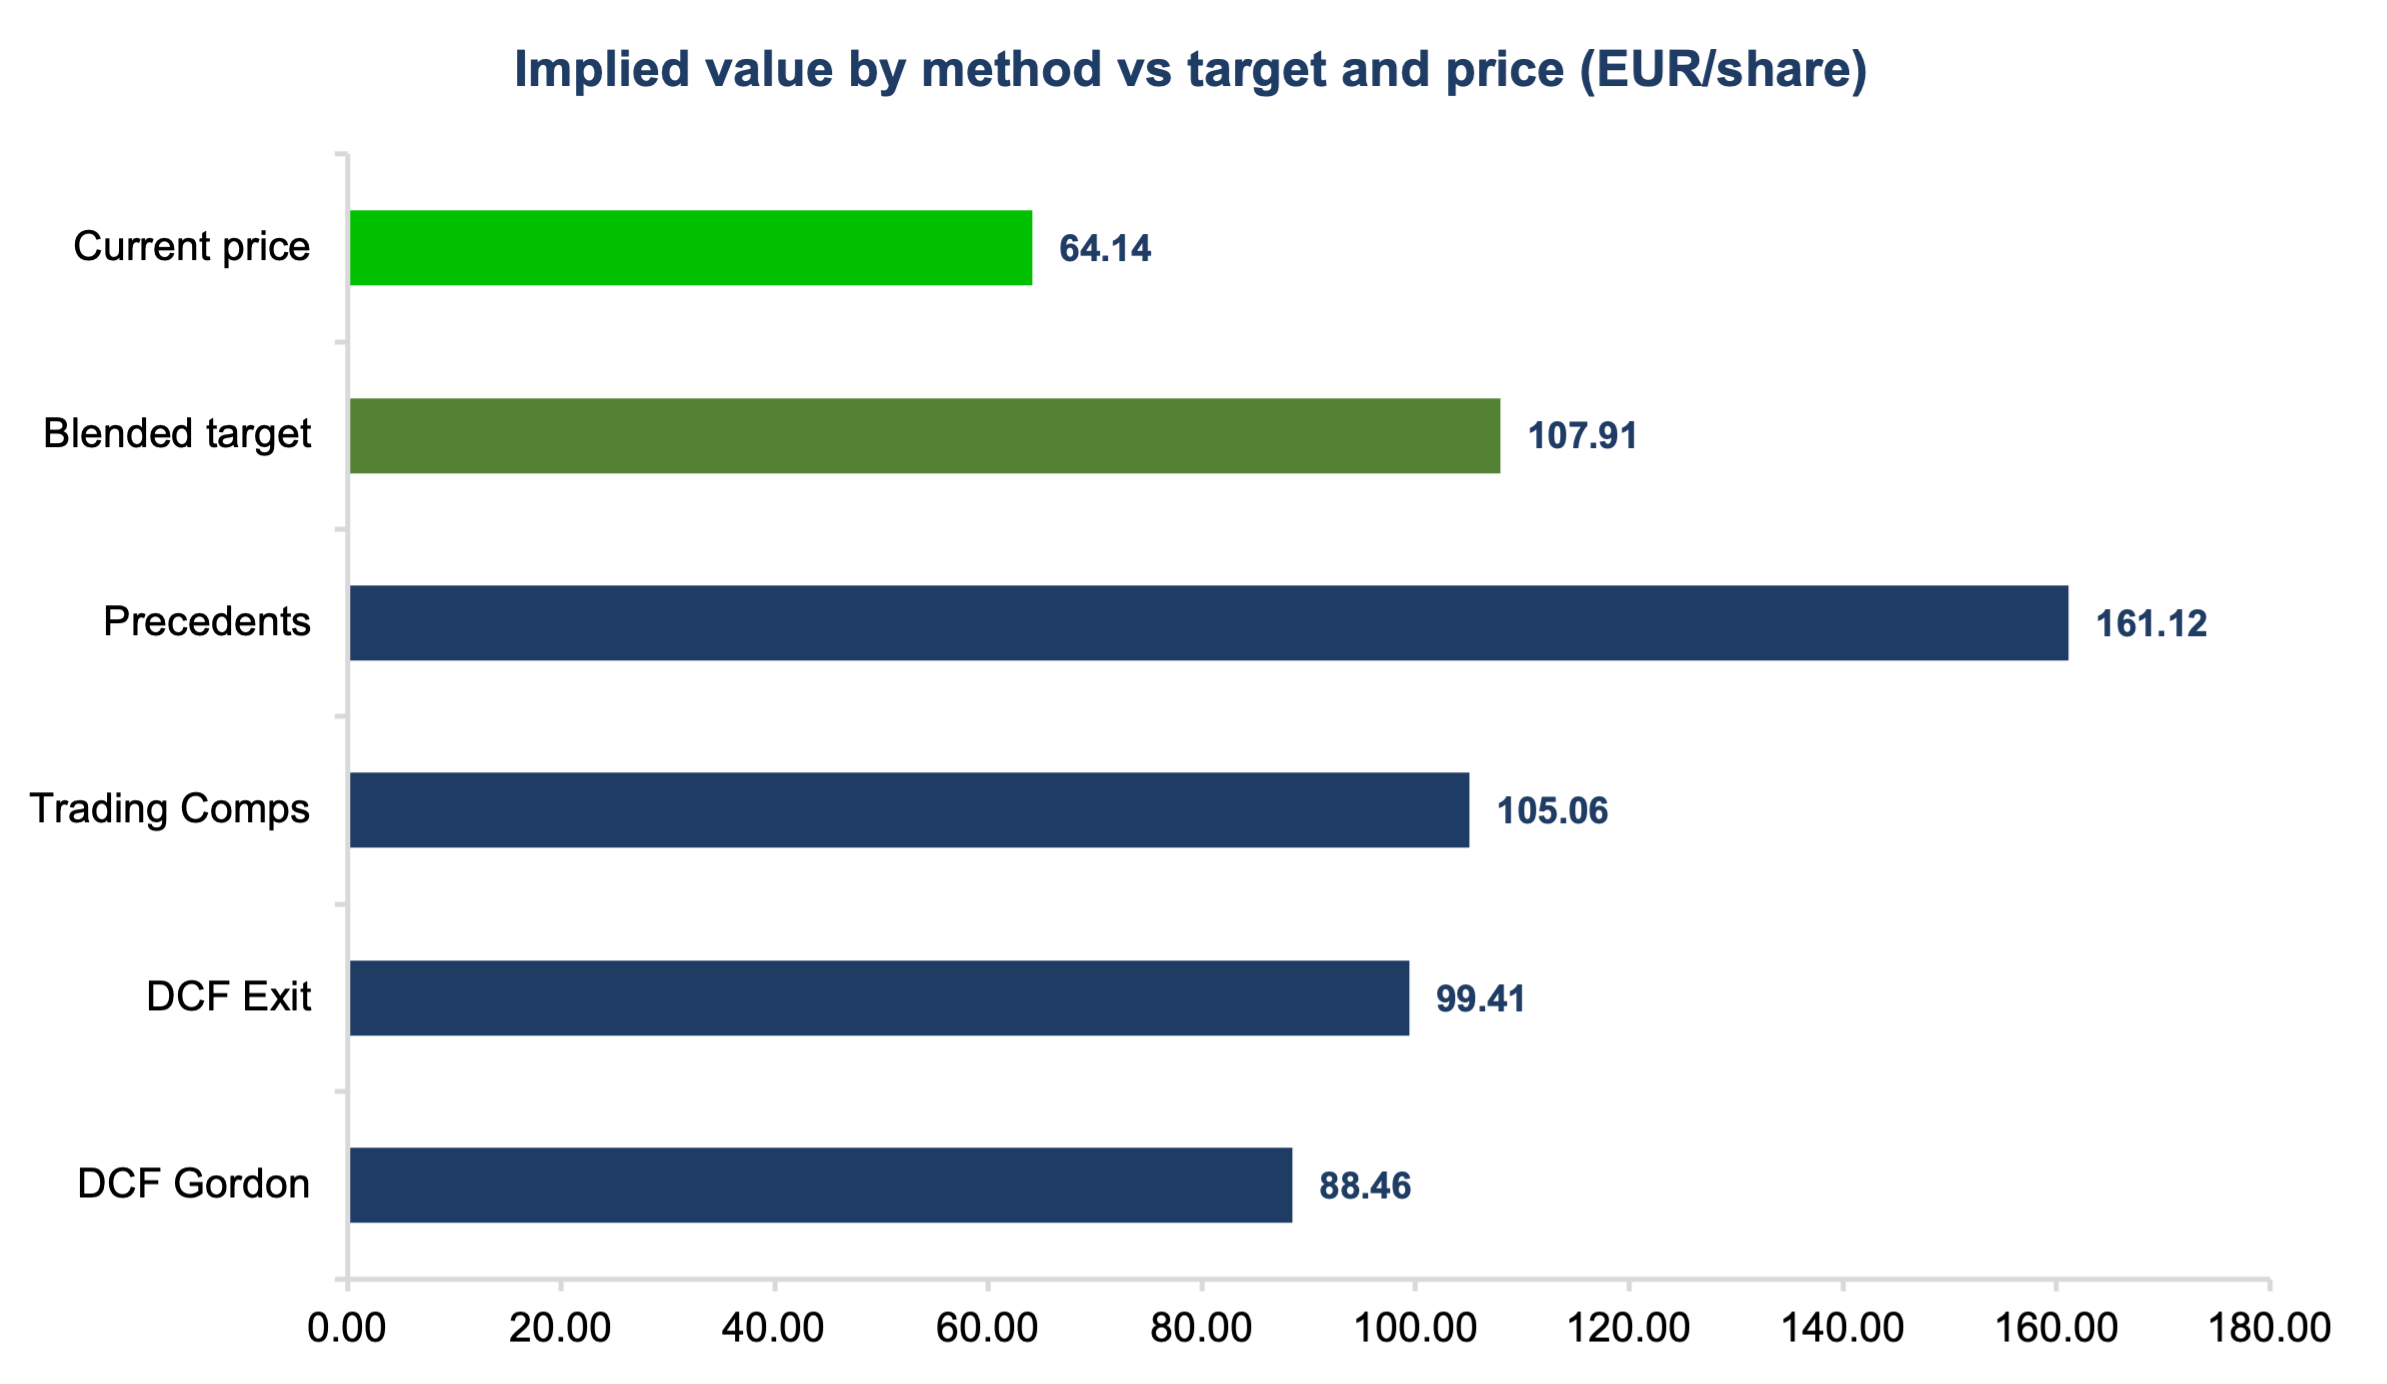 Implied value by method vs target and price (EUR/share)
Current price 64.14
Blended target 107.91
Precedents 161.12
Trading Comps 105.06
DCF Exit 99.41
DCF Gordon 88.46
0.00 20.00 40.00 60.00 80.00 100.00 120.00 140.00 160.00 180.00